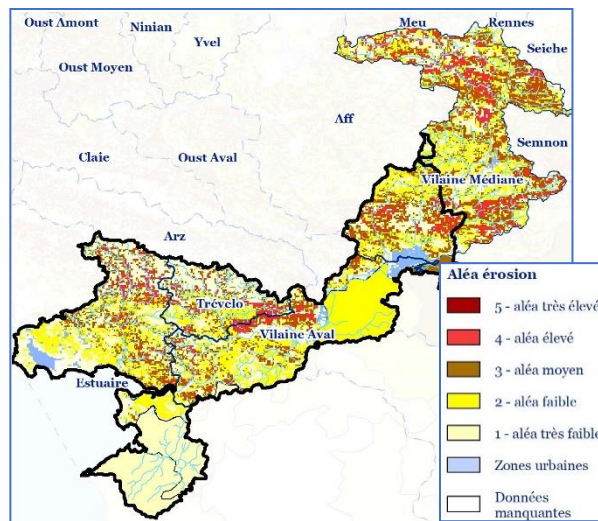 Oust Amont
Ninian
Yvel
Meu
Rennes
Seiche
Oust Moyen
Aff
Semnon
Claie
Oust Aval
Vilaine Médiane
Arz
Trévelo
Vilaine Aval
Estuaire
Aléa érosion
5 - aléa très élevé
4 - aléa élevé
3 - aléa moyen
2 - aléa faible
1 - aléa très faible
Zones urbaines
Données
manquantes